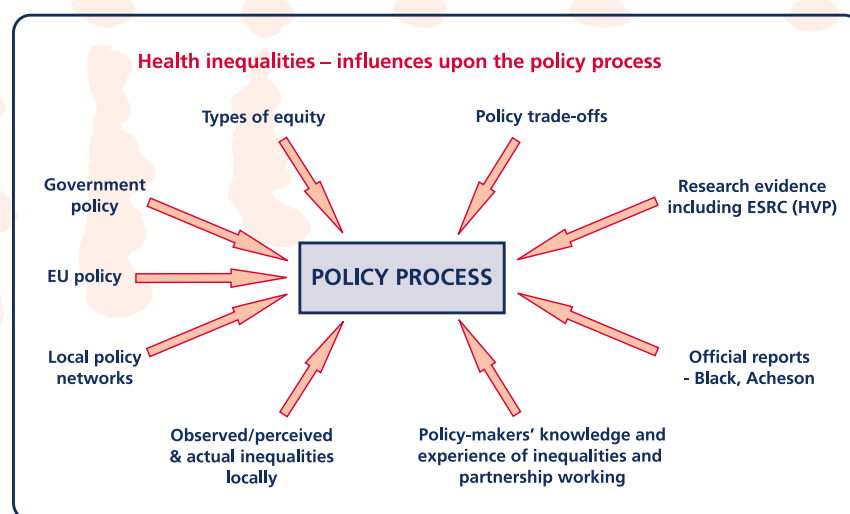 Health inequalities – influences upon the policy process
Types of equity
Policy trade-offs
Government
policy
Research evidence
including ESRC (HVP)
EU policy
POLICY PROCESS
Local policy
networks
Official reports
- Black, Acheson
Observed/perceived
& actual inequalities
locally
Policy-makers’ knowledge and
experience of inequalities and
partnership working